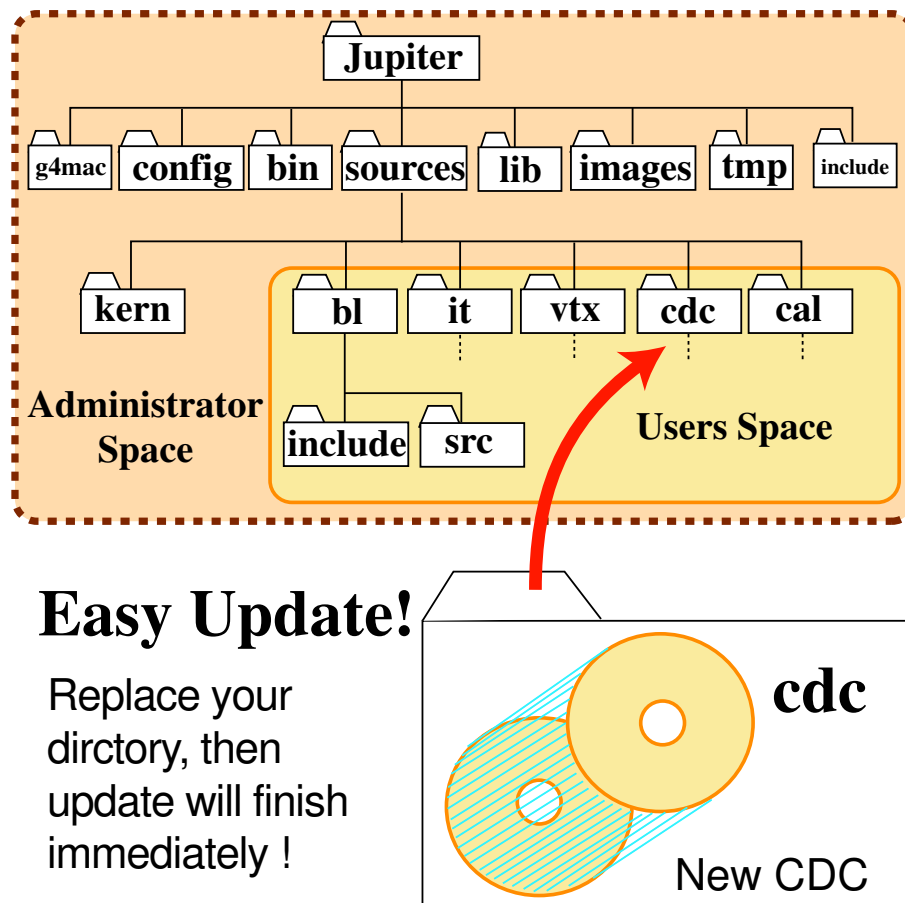 Jupiter
g4mac config bin sources lib images tmp include
kern bl it vtx cdc cal
Administrator
Space
include src
Users Space
Easy Update!
Replace your
dirctory, then
update will finish
immediately !
cdc
New CDC